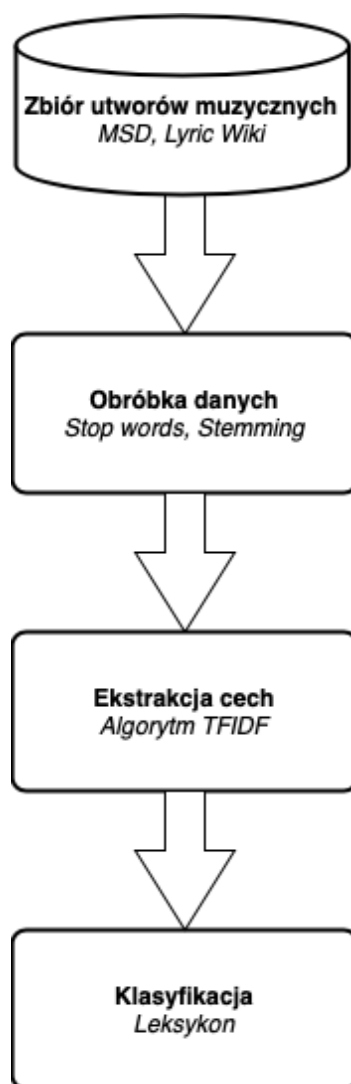 Zbiór utworów muzycznych
MSD, Lyric Wiki
Obróbka danych
Stop words, Stemming
Ekstrakcja cech
Algorytm TFIDF
Klasyfikacja
Leksykon